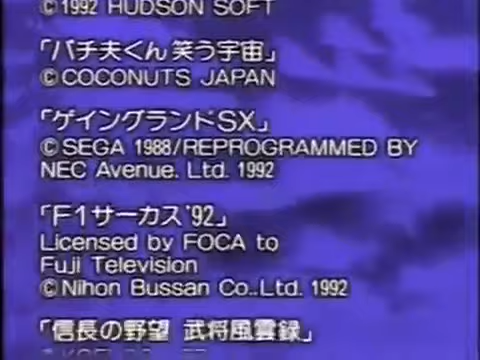 ©1992 HUDSON SOFT
「パチ夫くん 笑う宇宙」
©COCONUTS JAPAN
「ゲイングランドSX」
©SEGA 1988/REPROGRAMMED BY
NEC Avenue. Ltd. 1992
「F1サーカス'92」
Licensed by FOCA to
Fuji Television
©Nihon Bussan Co.,Ltd. 1992
「信長の野望 武将風雲録」